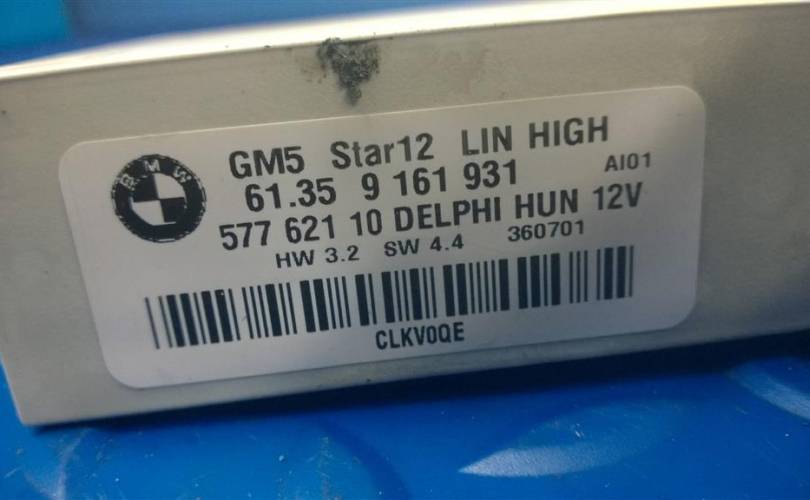 BMW
GM5 Star12 LIN HIGH
61.35 9 161 931 AI01
577 621 10 DELPHI HUN 12V
HW 3.2 SW 4.4 360701
CLKV0QE